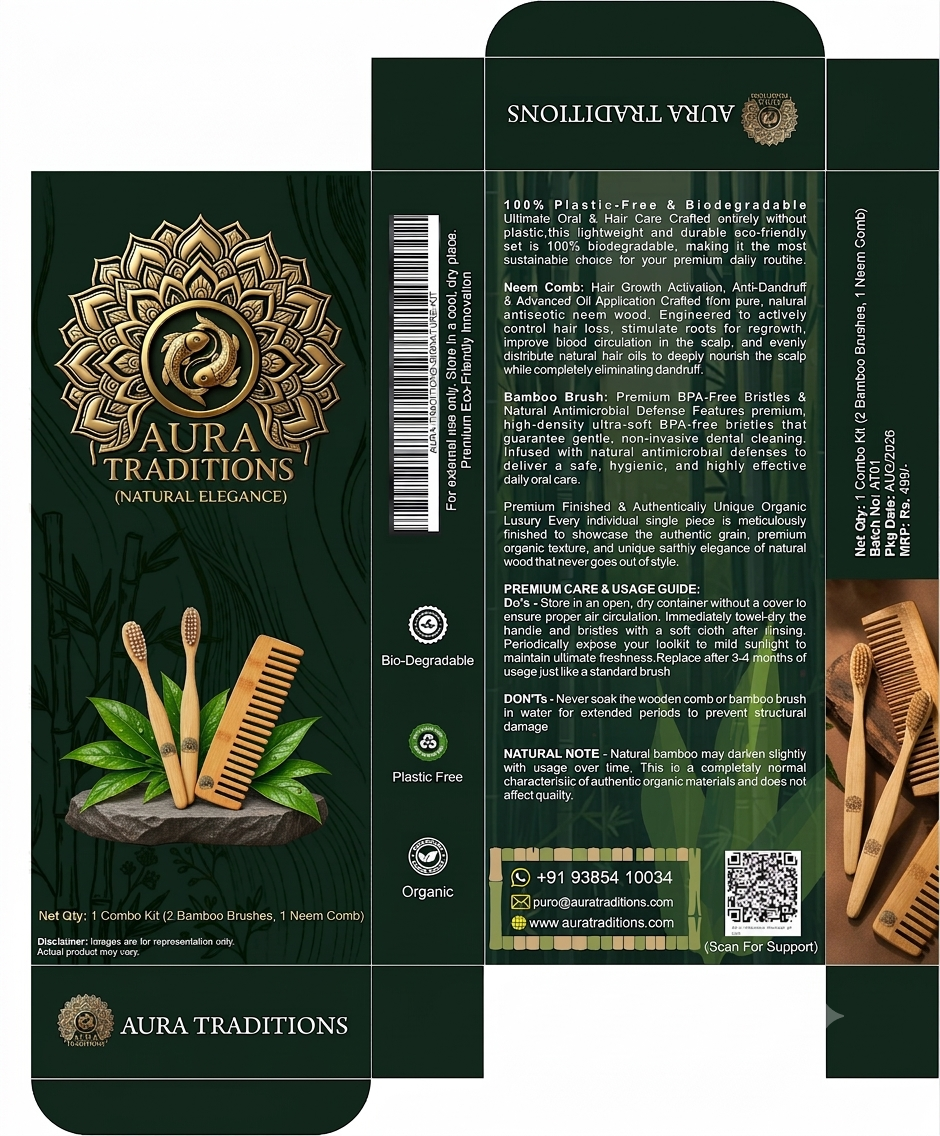 AURA TRADITIONS
AURA
TRADITIONS
(NATURAL ELEGANCE)
Net Qty: 1 Combo Kit (2 Bamboo Brushes, 1 Neem Comb)
Disclaimer: Images are for representation only.
Actual product may vary.
AURA TRADITIONS
For external nse only. Store in a cool, dry place.
Premium Eco-Friendly Innovation
Bio-Degradable
Plastic Free
Organic
100% Plastic-Free & Biodegradable
Ultimate Oral & Hair Care Crafted entirely without
plastic,this lightweight and durable eco-friendly
set is 100% biodegradable, making it the most
sustainable choice for your premium daliy routihe.
Neem Comb: Hair Growth Activation, Anti-Dandruff
& Advanced Oll Application Crafted from pure, natural
antiseotic neem wood. Engineered to actively
control hair loss, stimulate roots for regrowth,
improve blood circulation in the scalp, and evenly
dislribute natural hair oils to deeply nourish the scalp
while completely eliminating dandruff.
Bamboo Brush: Premium BPA-Free Bristles &
Natural Antimicrobial Defense Features premium,
high-density ultra-soft BPA-free brietles that
guarantee gentle, non-invasive dental cleaning.
Infused with natural antimicrobial defenses to
deliver a safe, hygienic, and highly effective
daily oral care.
Premium Finished & Authentically Unique Organic
Lusury Every individual single piece is meticulously
finished to showcase the authentic grain, premium
organic texture, and unique saithiy elegance of natural
wood that never goes out of style.
PREMIUM CARE & USAGE GUIDE:
Do's - Store in an open, dry container without a cover to
ensure proper air circulation. Immediately towel-dry the
handie and bristles with a soft cloth after linsing.
Periodically expose your loolkit to mild sunlight to
maintain ultimate freshness.Replace after 3-4 months of
usege just like a standard brush
DON'Ts - Never soak ihe wooden comb or bamboo brush
in water for extended periods to prevent structural
damage
NATURAL NOTE - Natural bamboo may darlen slightly
with usage over time. This io a completaly normal
characterisiic of authentic organic materials and does not
affect quailty.
+91 93854 10034
puro@auratraditions.com
www.auratraditions.com
(Scan For Support)
Net Qty: 1 Combo Kit (2 Bamboo Brushes, 1 Neem Comb)
Batch No: AT01
Pkg Date: AUG/2026
MRP: Rs. 499/-